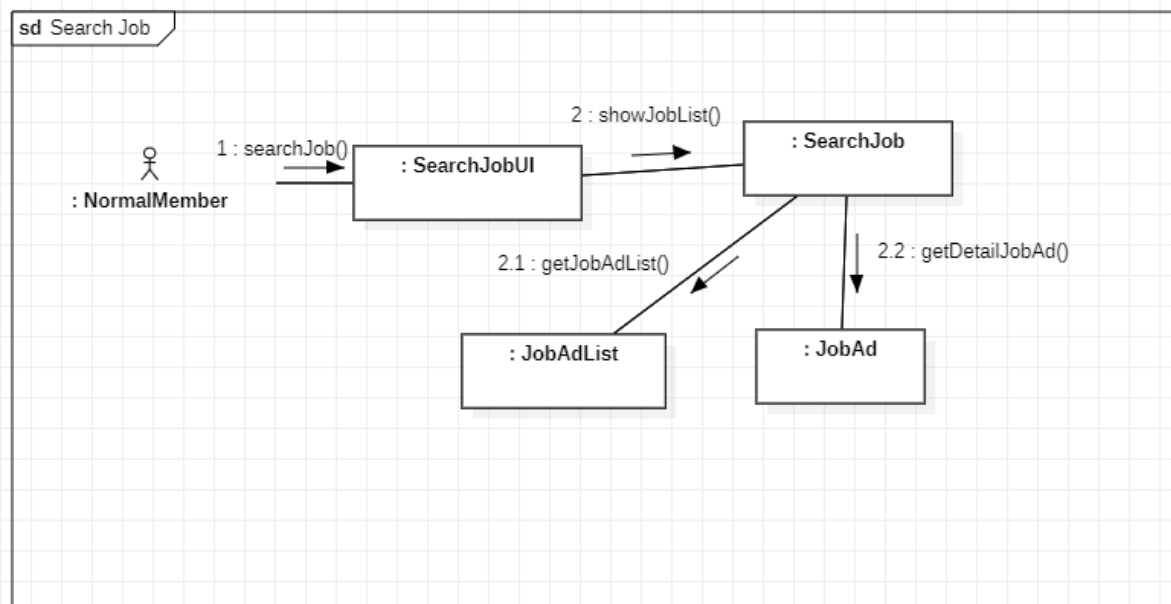 sd Search Job
2 : showJobList()
1 : searchJob()
: SearchJobUI
: SearchJob
: NormalMember
2.1 : getJobAdList()
2.2 : getDetailJobAd()
: JobAdList
: JobAd